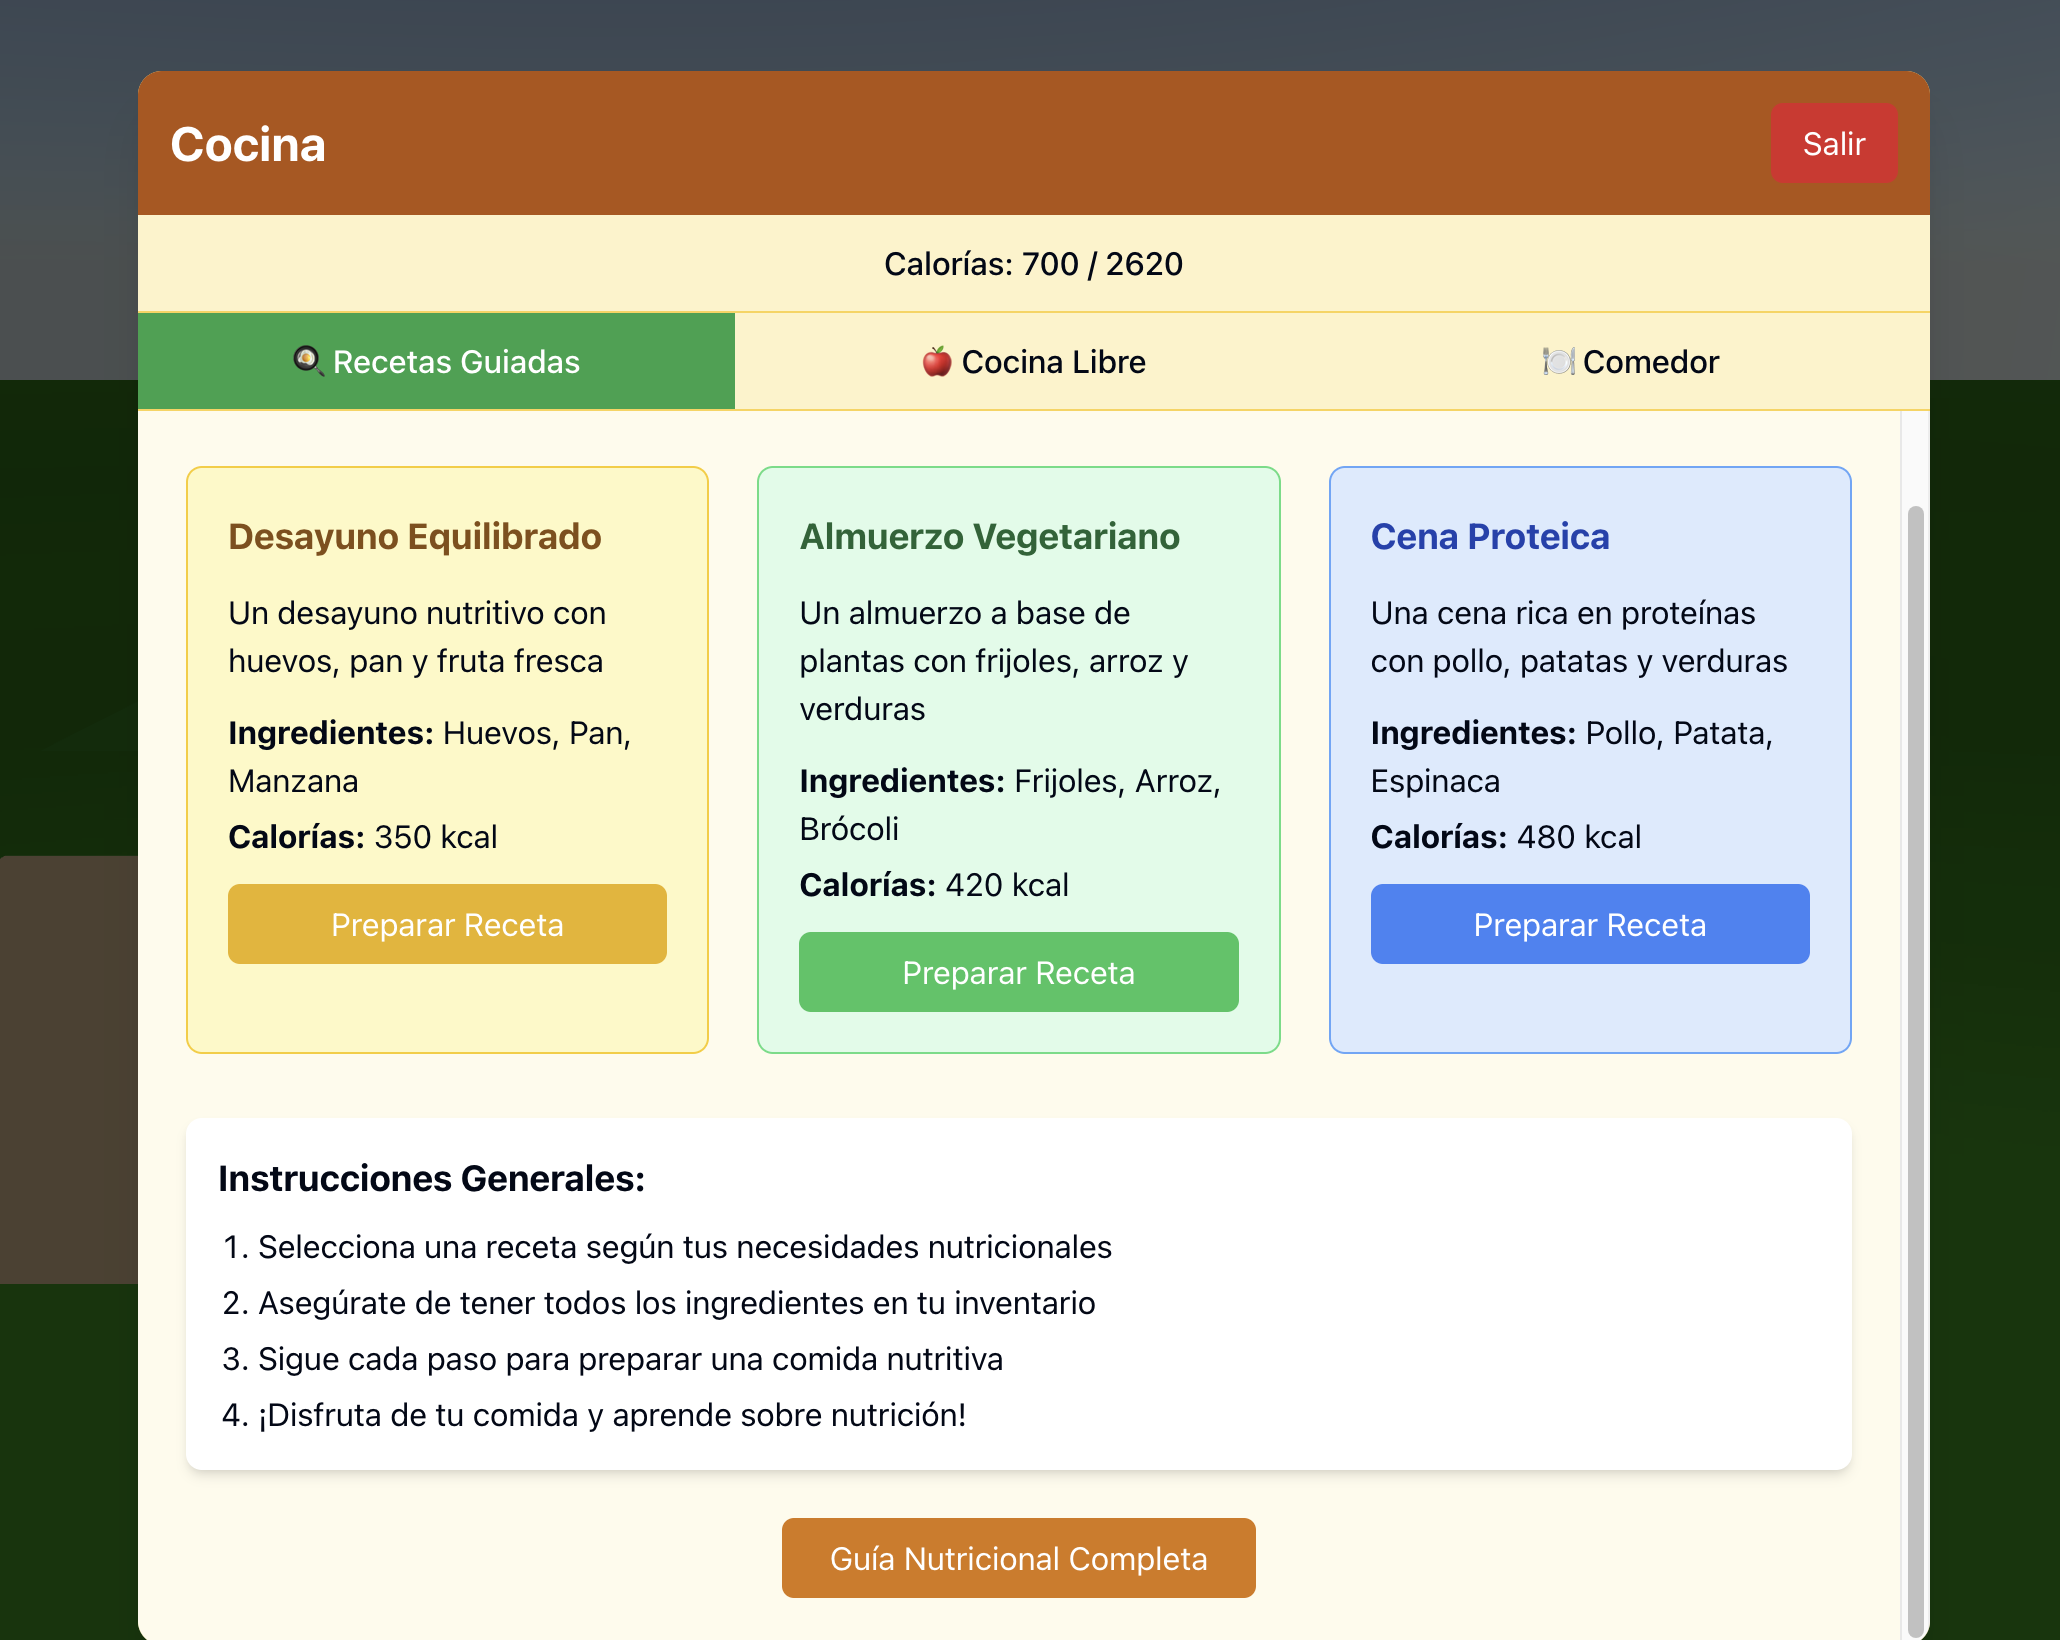 Cocina
Salir
Calorías: 700 / 2620
🍳 Recetas Guiadas
🍎 Cocina Libre
🍽️ Comedor
Desayuno Equilibrado
Un desayuno nutritivo con
huevos, pan y fruta fresca
Ingredientes: Huevos, Pan,
Manzana
Calorías: 350 kcal
Preparar Receta
Almuerzo Vegetariano
Un almuerzo a base de
plantas con frijoles, arroz y
verduras
Ingredientes: Frijoles, Arroz,
Brócoli
Calorías: 420 kcal
Preparar Receta
Cena Proteica
Una cena rica en proteínas
con pollo, patatas y verduras
Ingredientes: Pollo, Patata,
Espinaca
Calorías: 480 kcal
Preparar Receta
Instrucciones Generales:
1. Selecciona una receta según tus necesidades nutricionales
2. Asegúrate de tener todos los ingredientes en tu inventario
3. Sigue cada paso para preparar una comida nutritiva
4. ¡Disfruta de tu comida y aprende sobre nutrición!
Guía Nutricional Completa